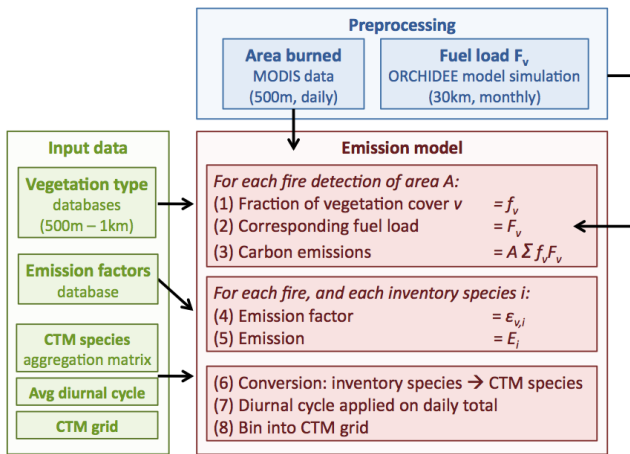 Preprocessing
Area burned
MODIS data
(500m, daily)
Fuel load Fv
ORCHIDEE model simulation
(30km, monthly)
Input data
Vegetation type
databases
(500m – 1km)
Emission factors
database
CTM species
aggregation matrix
Avg diurnal cycle
CTM grid
Emission model
For each fire detection of area A:
(1) Fraction of vegetation cover v = fv
(2) Corresponding fuel load = Fv
(3) Carbon emissions = A Σ fvFv
For each fire, and each inventory species i:
(4) Emission factor = εv,i
(5) Emission = Ei
(6) Conversion: inventory species → CTM species
(7) Diurnal cycle applied on daily total
(8) Bin into CTM grid